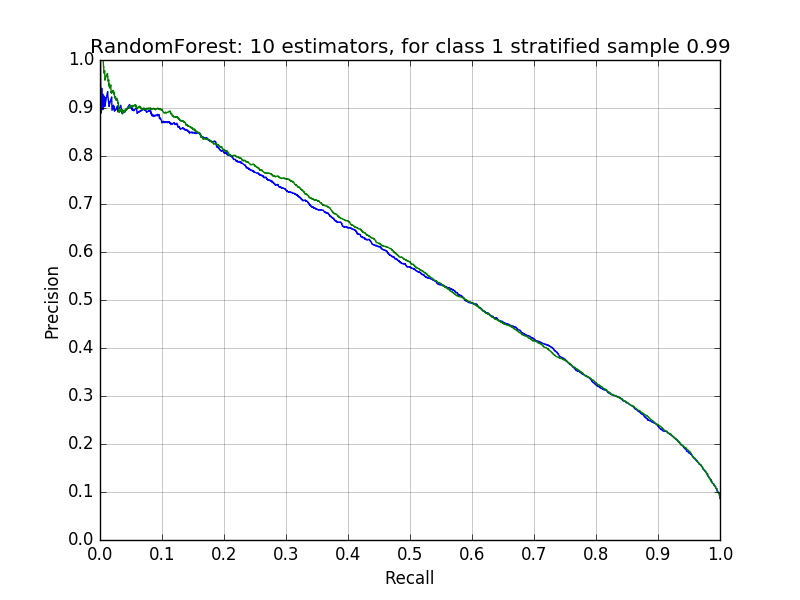 RandomForest: 10 estimators, for class 1 stratified sample 0.99
1.0
0.9
0.8
0.7
0.6
0.5
0.4
0.3
0.2
0.1
0.0
Precision
0.0 0.1 0.2 0.3 0.4 0.5 0.6 0.7 0.8 0.9 1.0
Recall